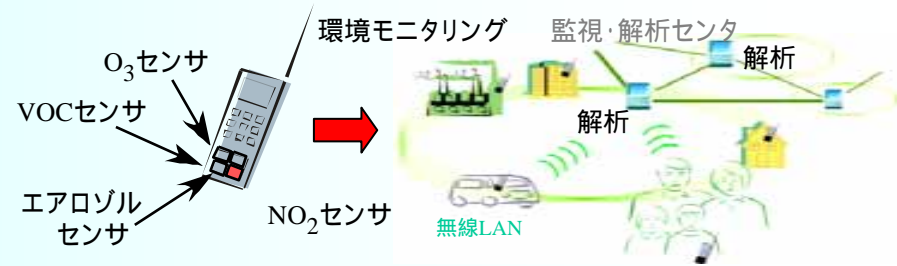 環境モニタリング
監視・解析センタ
O₃センサ
解析
VOCセンサ
解析
エアロゾル
センサ
NO₂センサ
無線LAN